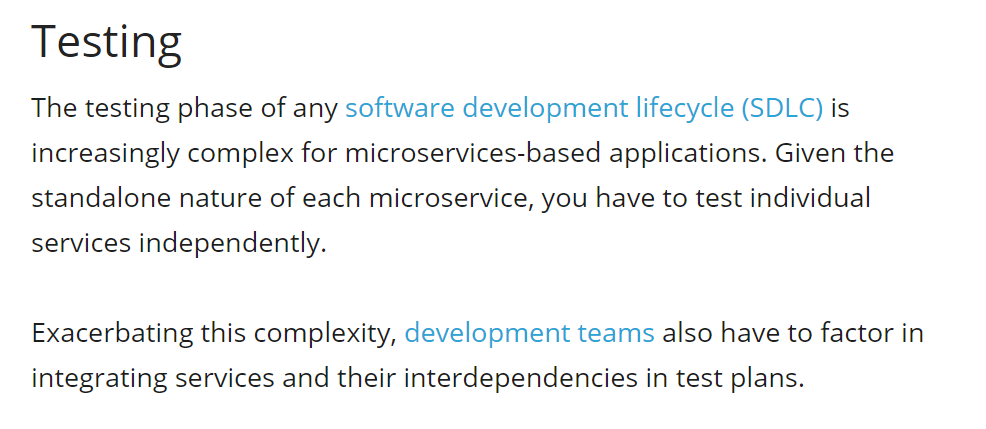 Testing
The testing phase of any software development lifecycle (SDLC) is
increasingly complex for microservices-based applications. Given the
standalone nature of each microservice, you have to test individual
services independently.
Exacerbating this complexity, development teams also have to factor in
integrating services and their interdependencies in test plans.